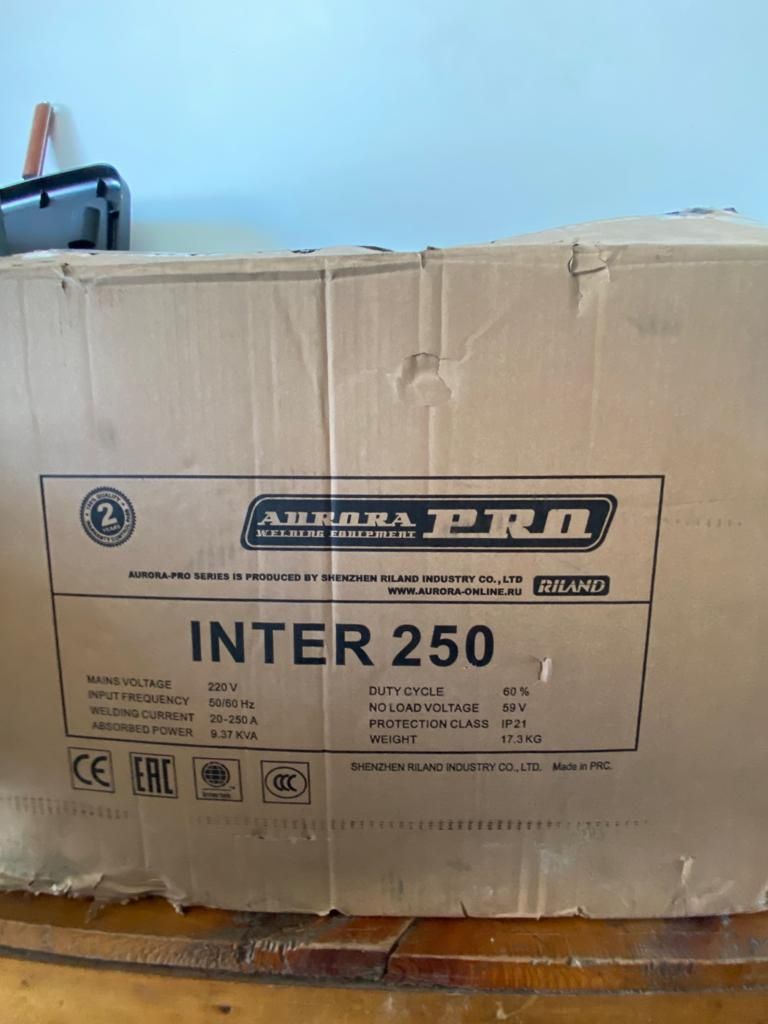 2
YEARS
AURORA PRO
WELDING EQUIPMENT
AURORA-PRO SERIES IS PRODUCED BY SHENZHEN RILAND INDUSTRY CO., LTD
WWW.AURORA-ONLINE.RU
RILAND
INTER 250
MAINS VOLTAGE 220 V
INPUT FREQUENCY 50/60 Hz
WELDING CURRENT 20-250 A
ABSORBED POWER 9.37 KVA
DUTY CYCLE 60 %
NO LOAD VOLTAGE 59 V
PROTECTION CLASS IP21
WEIGHT 17.3 KG
CE
EAC
CCC
SHENZHEN RILAND INDUSTRY CO., LTD. Made in PRC.